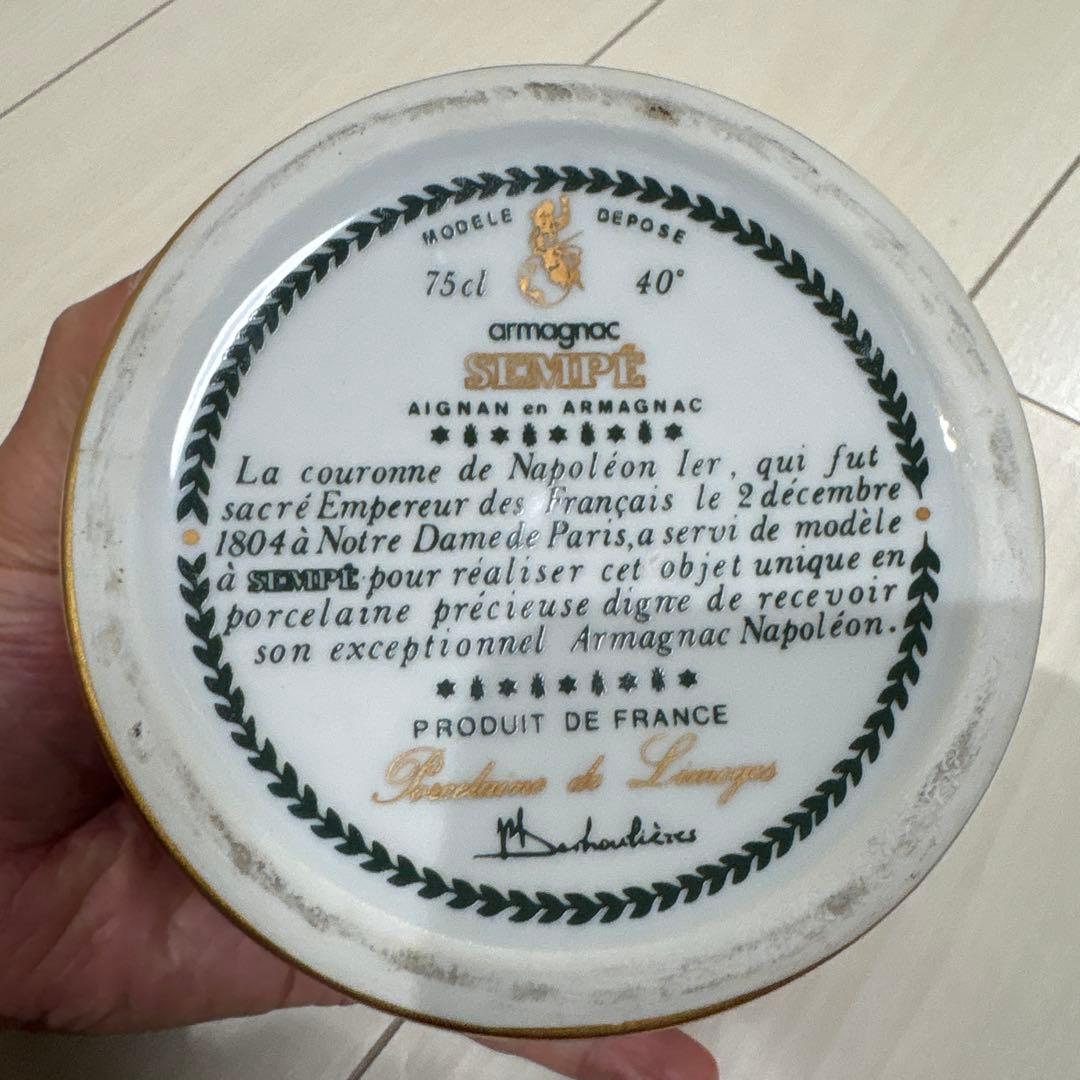 MODELE DEPOSE
75cl 40°
armagnac
SEMPÉ
AIGNAN en ARMAGNAC
La couronne de Napoléon Ier, qui fut
sacré Empereur des Français le 2 décembre
1804 à Notre Dame de Paris, a servi de modèle
à SEMPÉ pour réaliser cet objet unique en
porcelaine précieuse digne de recevoir
son exceptionnel Armagnac Napoléon.
PRODUIT DE FRANCE
Porcelaine de Limoges
Deshoulières